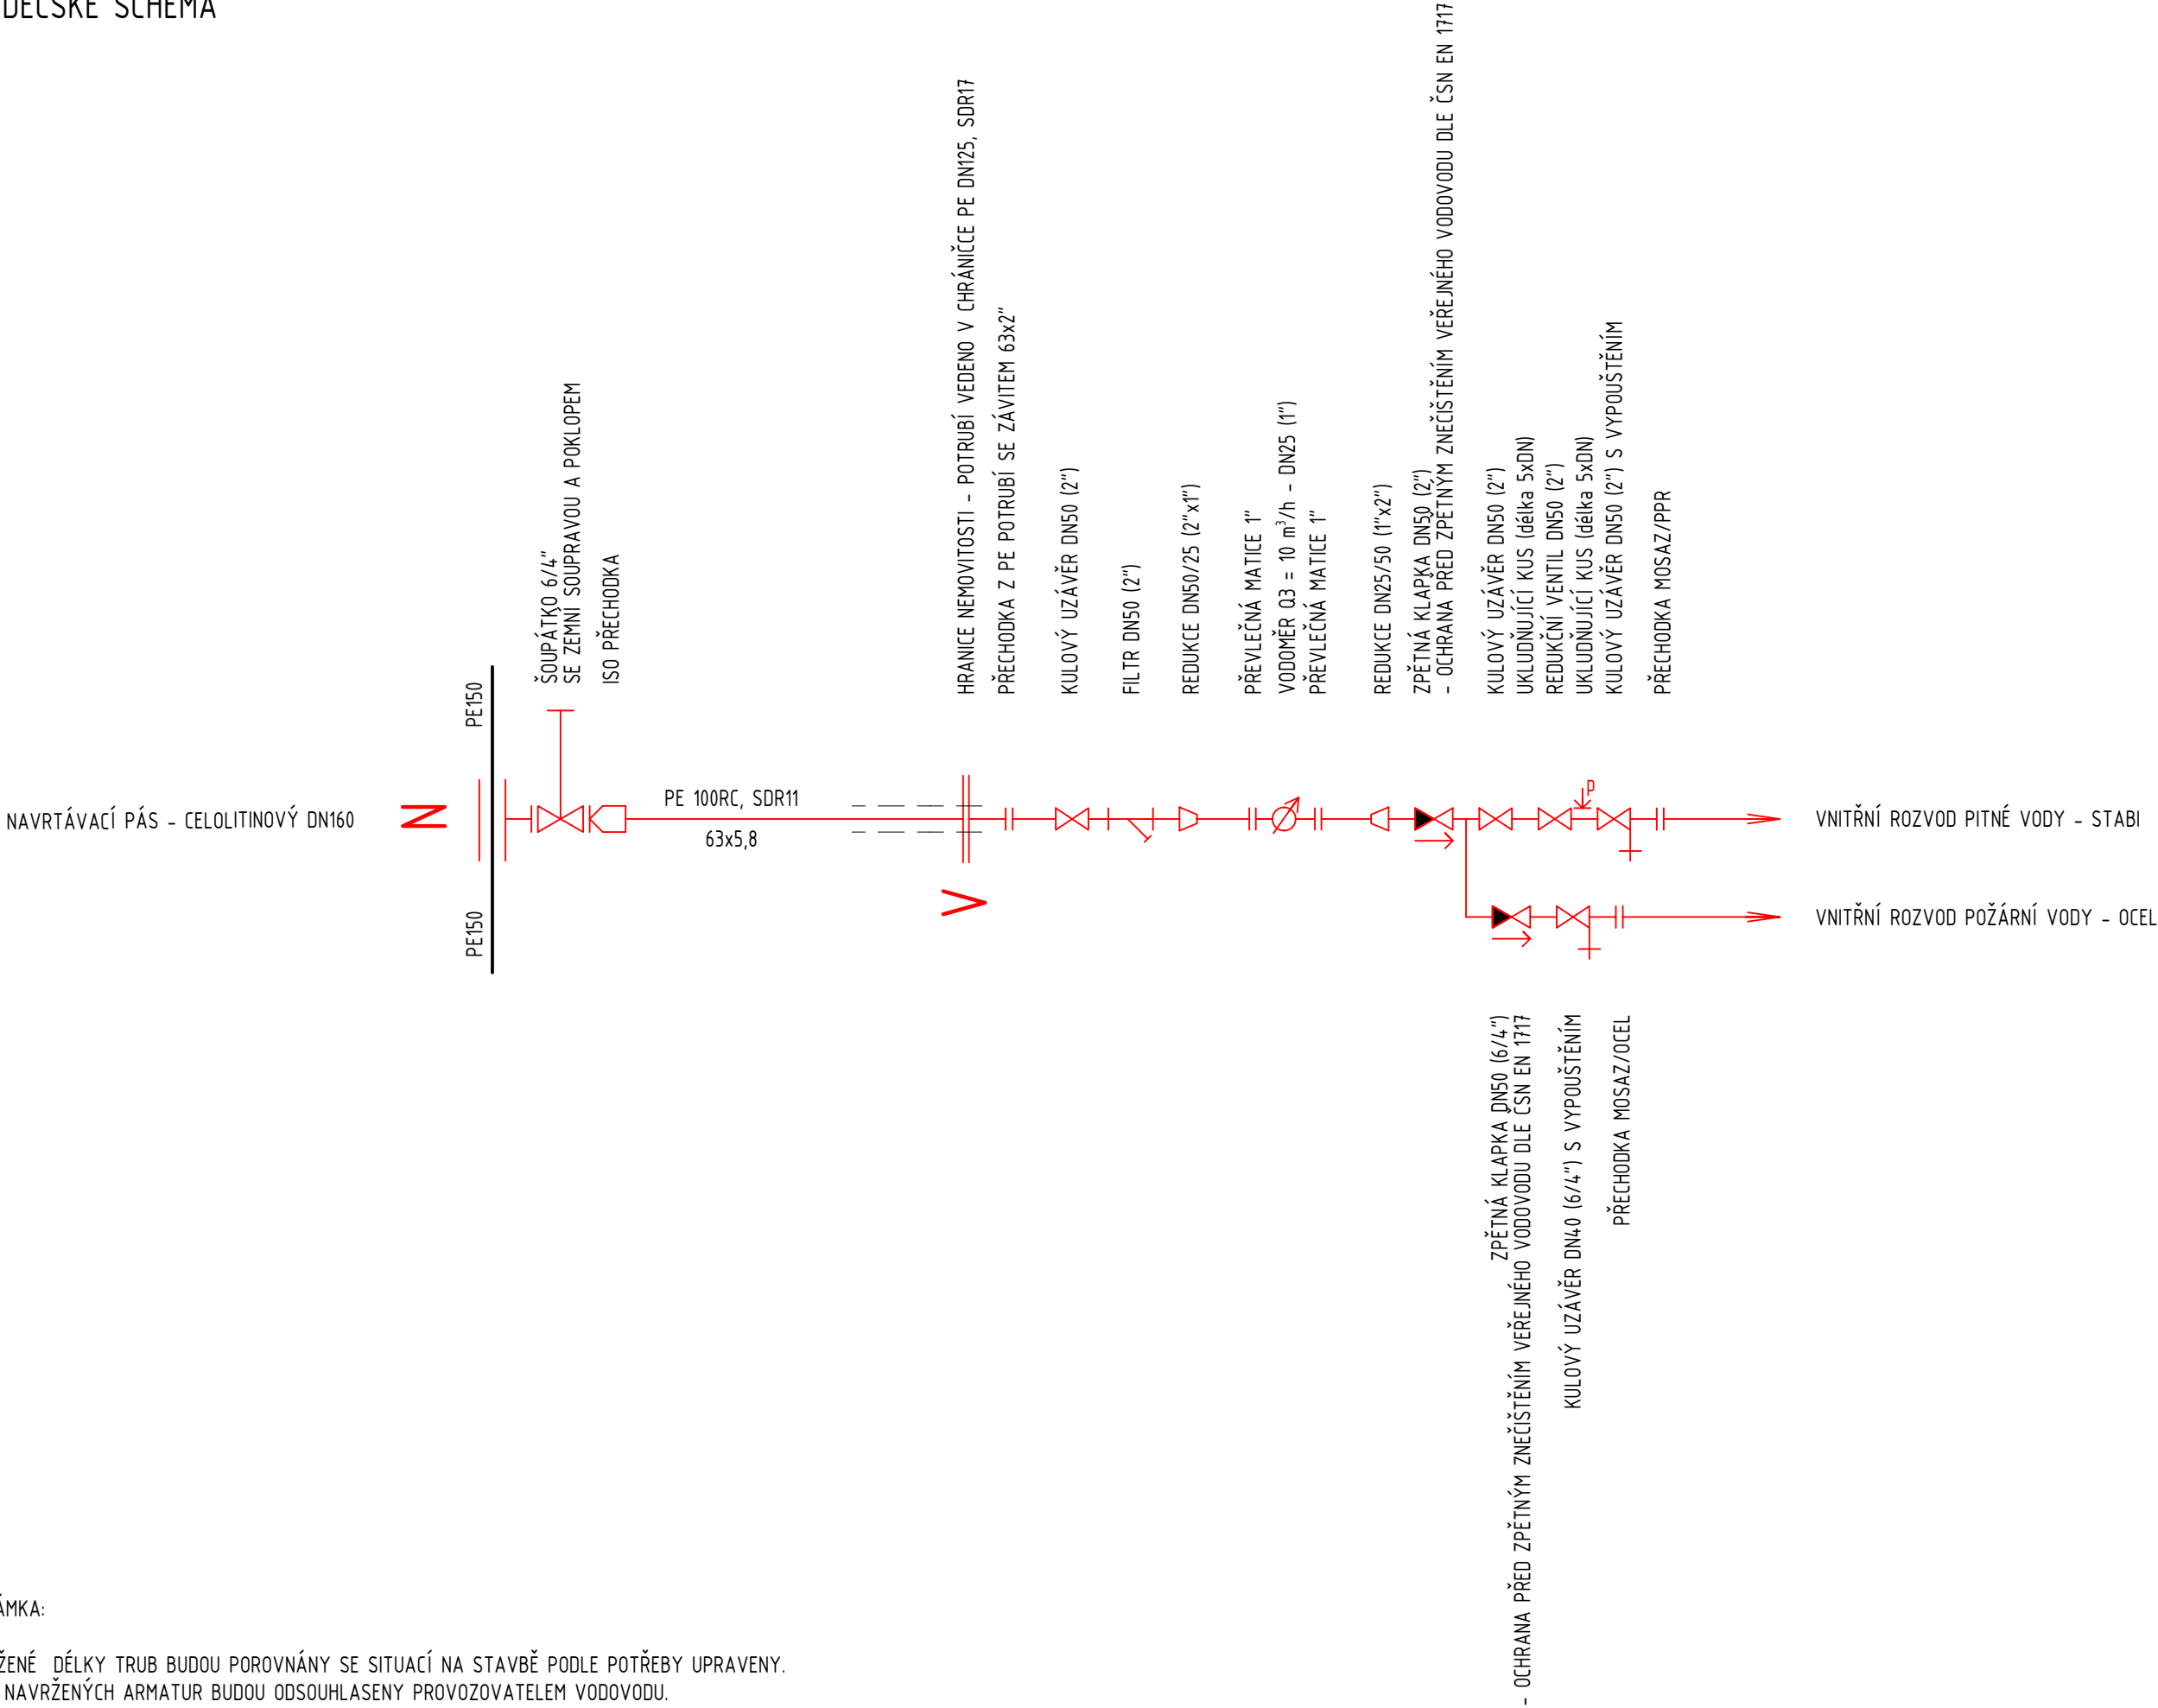 DĚLSKÉ SCHÉMA
HRANICE NEMOVITOSTI - POTRUBÍ VEDENO V CHRÁNIČCE PE DN125, SDR17
PŘECHODKA Z PE POTRUBÍ SE ZÁVITEM 63x2"
KULOVÝ UZÁVĚR DN50 (2")
FILTR DN50 (2")
REDUKCE DN50/25 (2"x1")
PŘEVLEČNÁ MATICE 1"
VODOMĚR Q3 = 10 m³/h - DN25 (1")
PŘEVLEČNÁ MATICE 1"
REDUKCE DN25/50 (1"x2")
ZPĚTNÁ KLAPKA DN50 (2")
- OCHRANA PŘED ZPĚTNÝM ZNEČIŠTĚNÍM VEŘEJNÉHO VODOVODU DLE ČSN EN 1717
KULOVÝ UZÁVĚR DN50 (2")
UKLUDŇUJÍCÍ KUS (délka 5xDN)
REDUKČNÍ VENTIL DN50 (2")
UKLUDŇUJÍCÍ KUS (délka 5xDN)
KULOVÝ UZÁVĚR DN50 (2") S VYPOUŠTĚNÍM
PŘECHODKA MOSAZ/PPR
ŠOUPÁTKO 6/4"
SE ZEMNÍ SOUPRAVOU A POKLOPEM
ISO PŘECHODKA
PE150
PE150
NAVRTÁVACÍ PÁS - CELOLITINOVÝ DN160
N
PE 100RC, SDR11
63x5,8
V
P
VNITŘNÍ ROZVOD PITNÉ VODY - STABI
VNITŘNÍ ROZVOD POŽÁRNÍ VODY - OCEL
ZPĚTNÁ KLAPKA DN50 (6/4")
- OCHRANA PŘED ZPĚTNÝM ZNEČIŠTĚNÍM VEŘEJNÉHO VODOVODU DLE ČSN EN 1717
KULOVÝ UZÁVĚR DN40 (6/4") S VYPOUŠTĚNÍM
PŘECHODKA MOSAZ/OCEL
ÁMKA:
ŽENÉ DÉLKY TRUB BUDOU POROVNÁNY SE SITUACÍ NA STAVBĚ PODLE POTŘEBY UPRAVENY.
NAVRŽENÝCH ARMATUR BUDOU ODSOUHLASENY PROVOZOVATELEM VODOVODU.